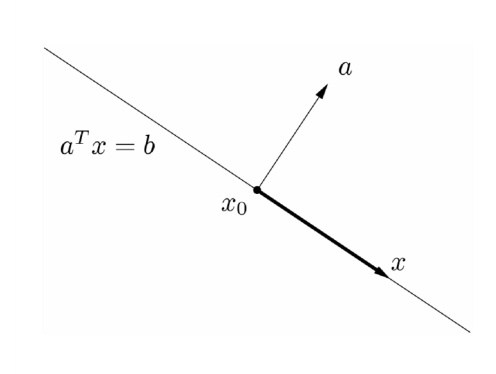 a
a^T x = b
x_0
x